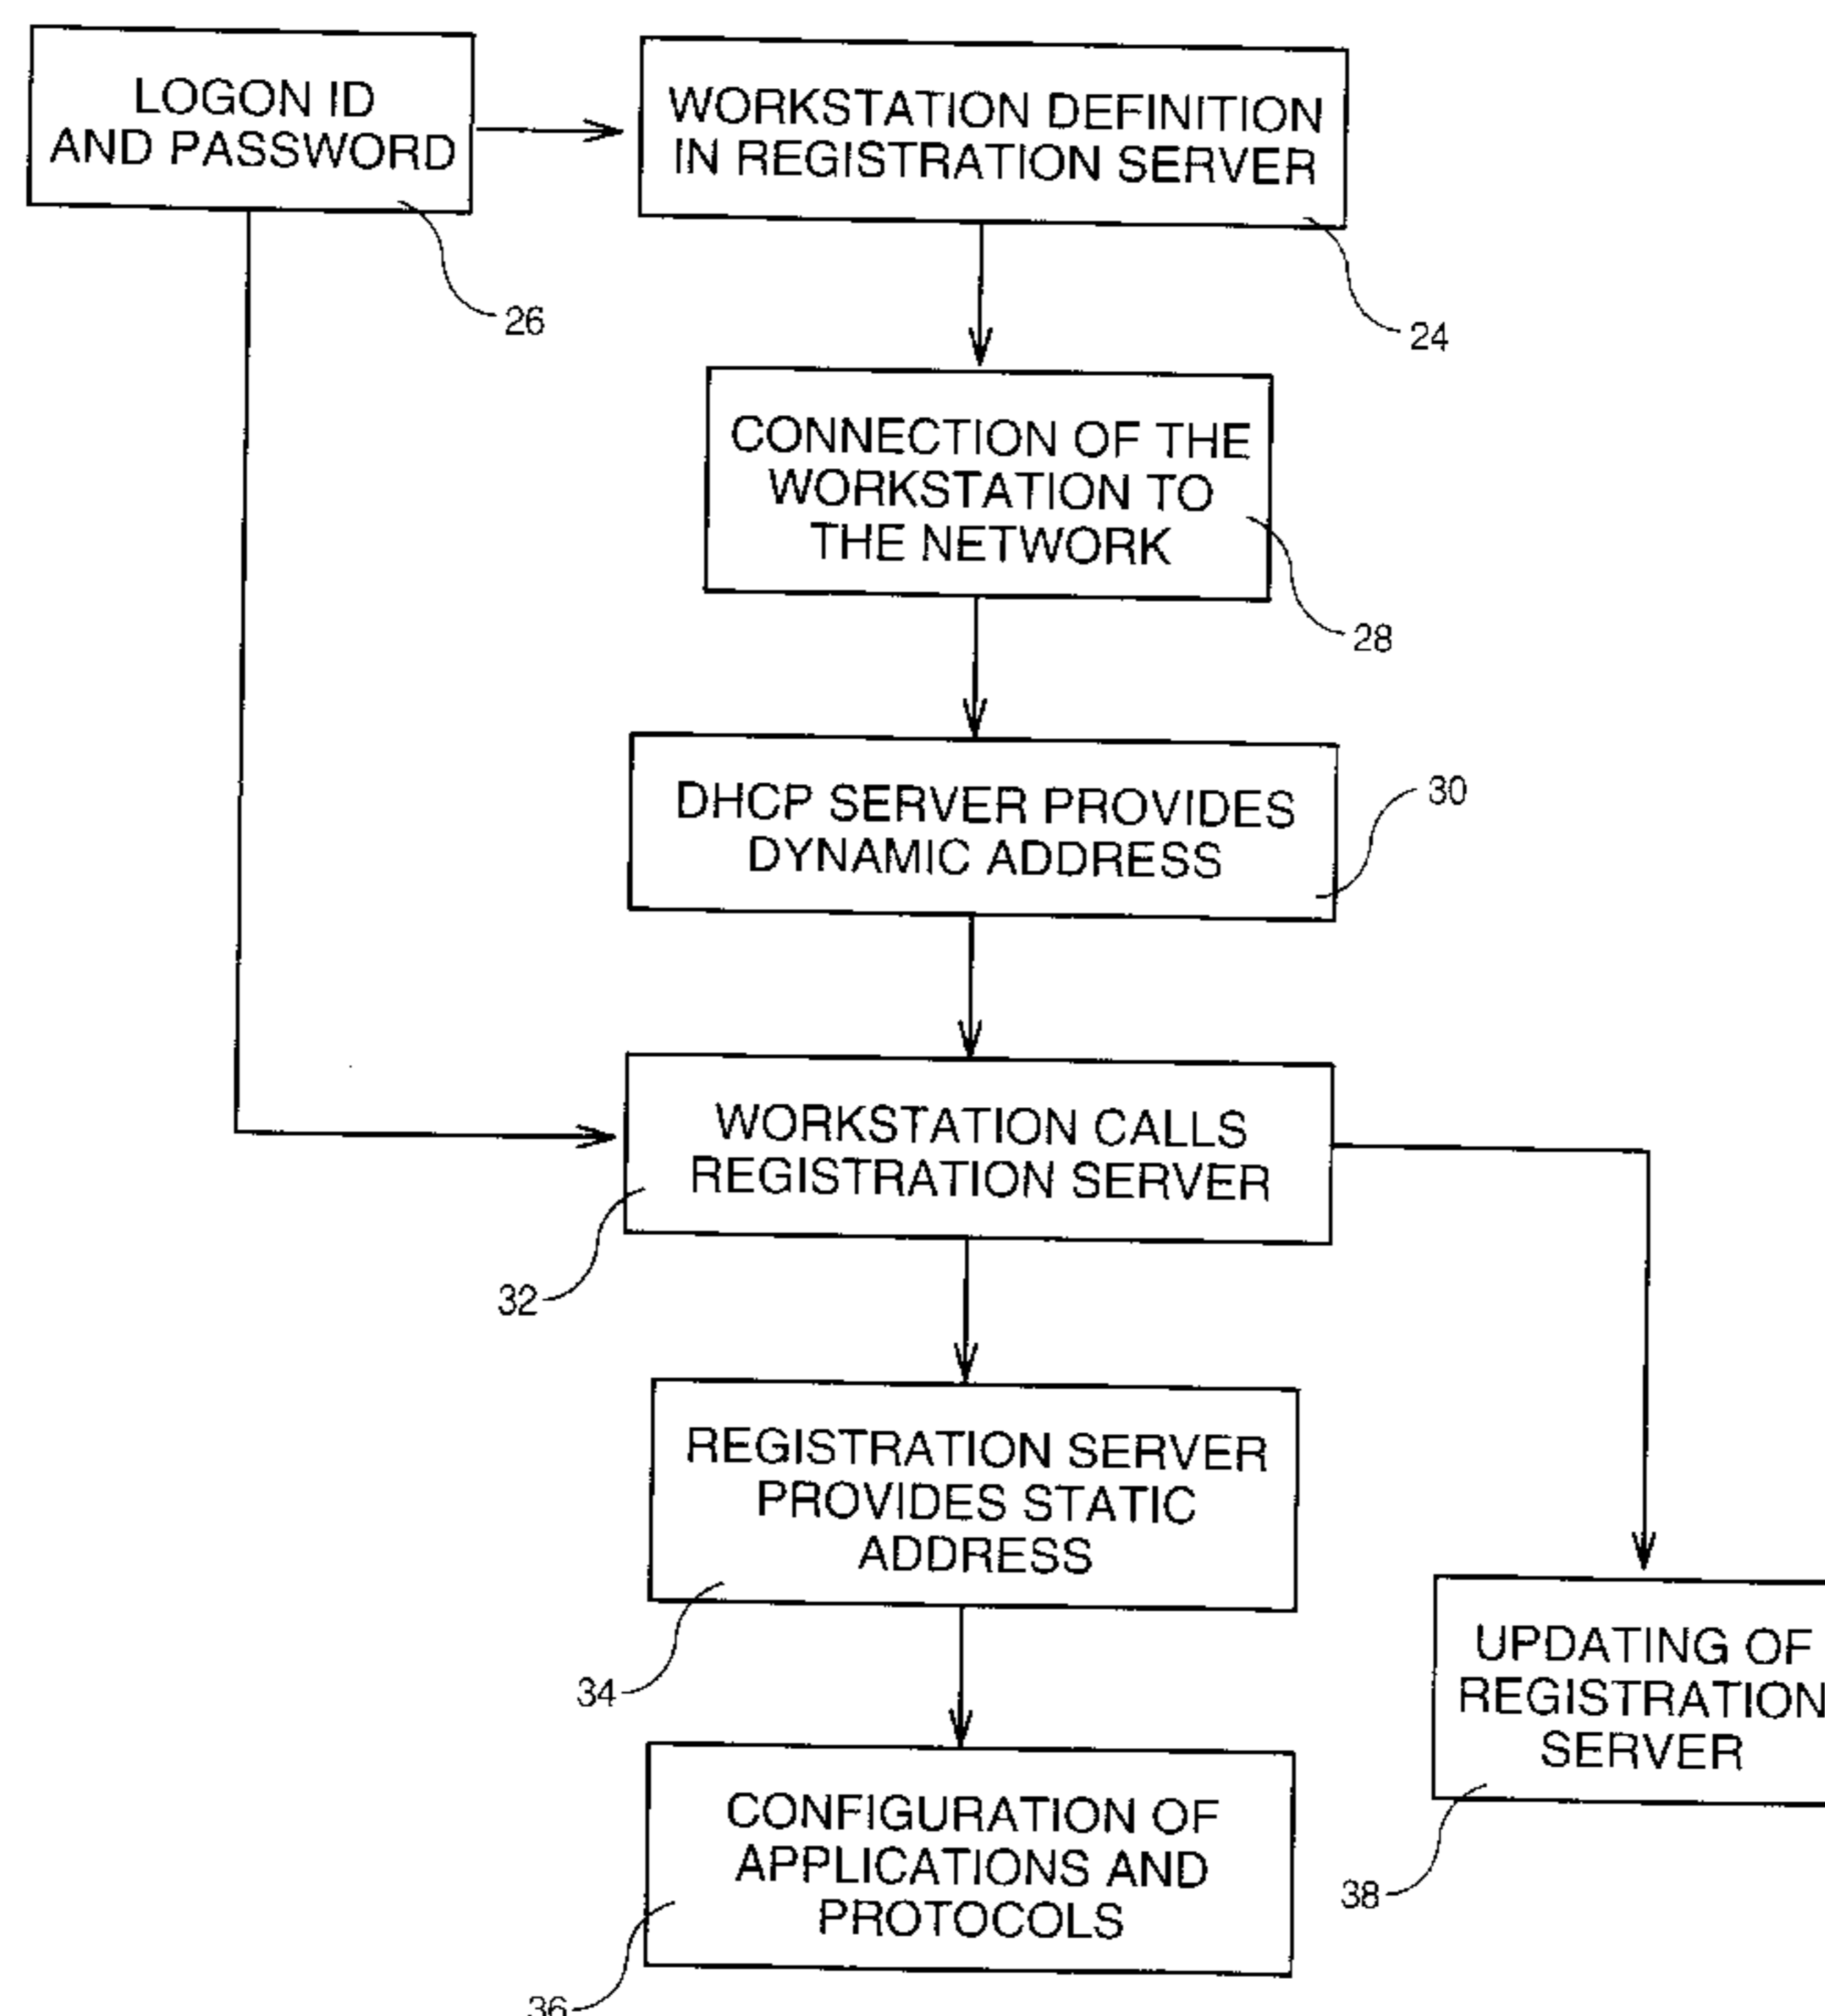 LOGON ID
AND PASSWORD
26
WORKSTATION DEFINITION
IN REGISTRATION SERVER
24
CONNECTION OF THE
WORKSTATION TO
THE NETWORK
28
DHCP SERVER PROVIDES
DYNAMIC ADDRESS
30
WORKSTATION CALLS
REGISTRATION SERVER
32
REGISTRATION SERVER
PROVIDES STATIC
ADDRESS
34
UPDATING OF
REGISTRATION
SERVER
38
CONFIGURATION OF
APPLICATIONS AND
PROTOCOLS
36